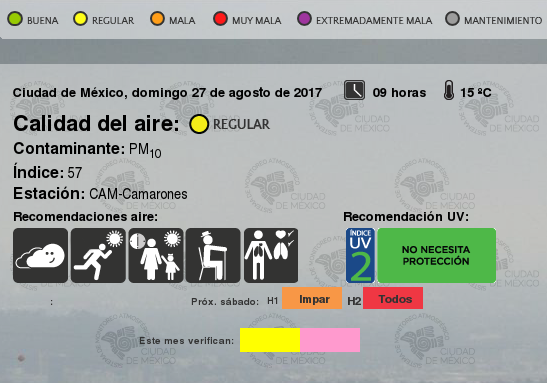 BUENA REGULAR MALA MUY MALA EXTREMADAMENTE MALA MANTENIMIENTO
Ciudad de México, domingo 27 de agosto de 2017 09 horas 15 ºC
Calidad del aire: REGULAR
Contaminante: PM10
Índice: 57
Estación: CAM-Camarones
Recomendaciones aire: Recomendación UV:
ÍNDICE
UV
2
NO NECESITA
PROTECCIÓN
: Próx. sábado: H1 Impar H2 Todos
Este mes verifican:
CIUDAD
DE MÉXICO